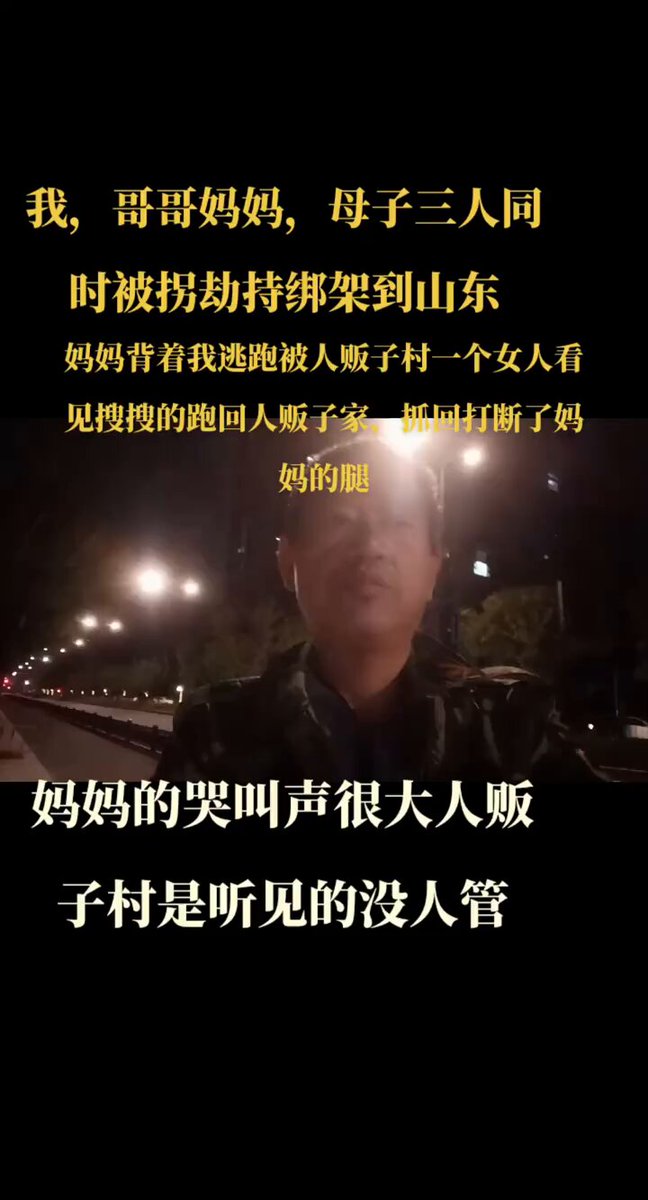 我，哥哥妈妈，母子三人同
时被拐劫持绑架到山东
妈妈背着我逃跑被人贩子村一个女人看
见搜搜的跑回人贩子家，抓回打断了妈
妈的腿
妈妈的哭叫声很大人贩
子村是听见的没人管